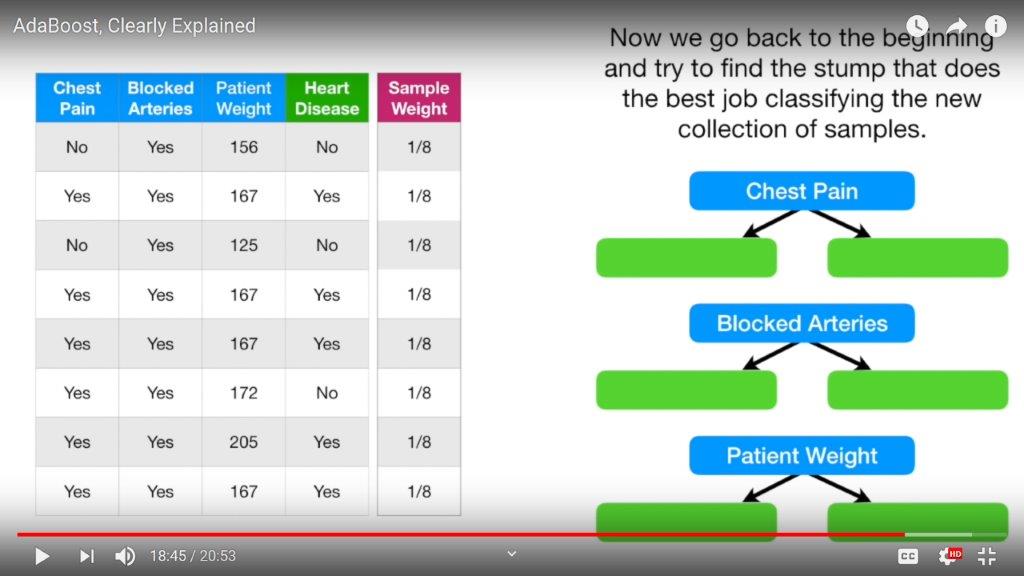 AdaBoost, Clearly Explained
Now we go back to the beginning
and try to find the stump that does
the best job classifying the new
collection of samples.
Chest Pain Blocked Arteries Patient Weight Heart Disease Sample Weight
No Yes 156 No 1/8
Yes Yes 167 Yes 1/8
No Yes 125 No 1/8
Yes Yes 167 Yes 1/8
Yes Yes 167 Yes 1/8
Yes Yes 172 No 1/8
Yes Yes 205 Yes 1/8
Yes Yes 167 Yes 1/8
Chest Pain
Blocked Arteries
Patient Weight
18:45 / 20:53
CC
HD